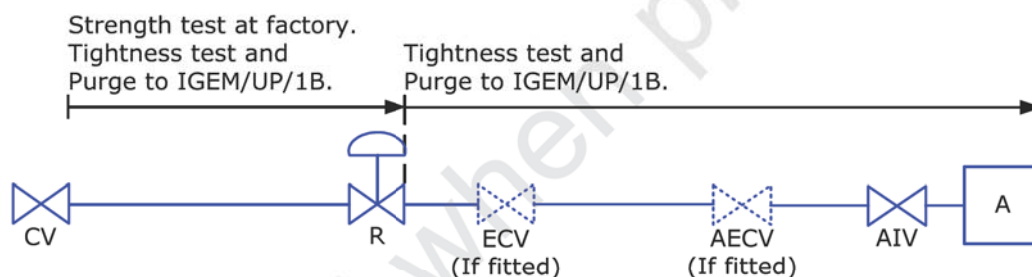 Strength test at factory.
Tightness test and
Purge to IGEM/UP/1B.
Tightness test and
Purge to IGEM/UP/1B.
CV
R
ECV
(If fitted)
AECV
(If fitted)
AIV
A
when p